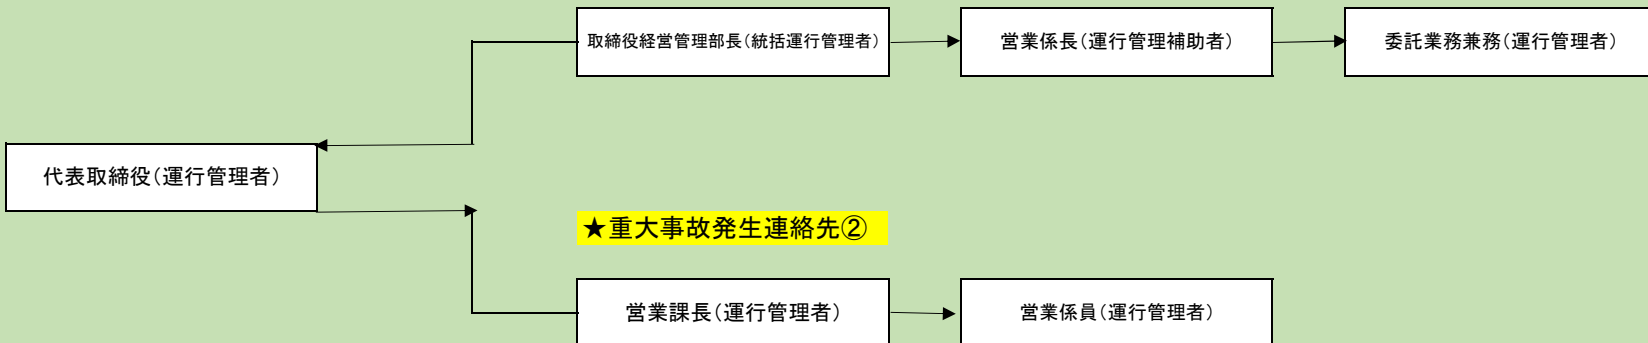 取締役経営管理部長(統括運行管理者)
営業係長(運行管理補助者)
委託業務兼務(運行管理者)
代表取締役(運行管理者)
★重大事故発生連絡先②
営業課長(運行管理者)
営業係員(運行管理者)